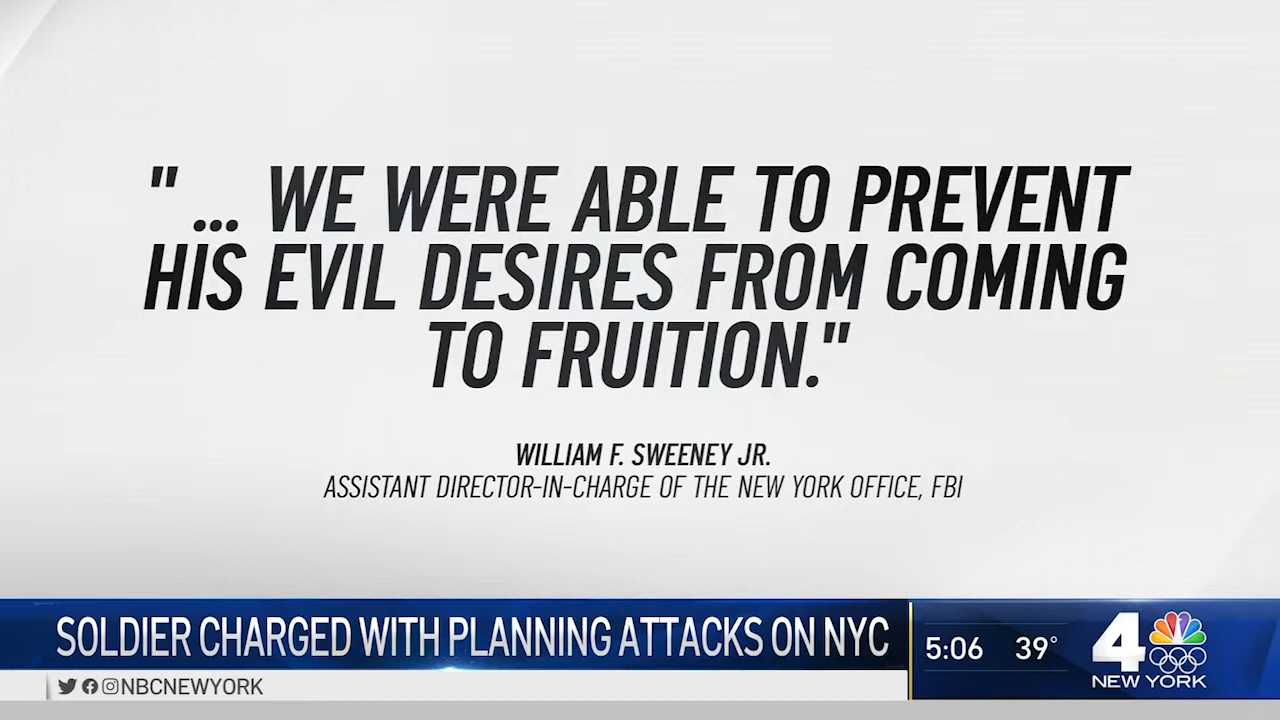 "... WE WERE ABLE TO PREVENT
HIS EVIL DESIRES FROM COMING
TO FRUITION."
WILLIAM F. SWEENEY JR.
ASSISTANT DIRECTOR-IN-CHARGE OF THE NEW YORK OFFICE, FBI
SOLDIER CHARGED WITH PLANNING ATTACKS ON NYC
5:06 39°
4
NEW YORK
@NBCNEWYORK